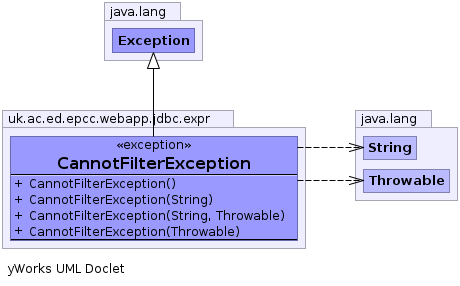 java.lang
Exception
uk.ac.ed.epcc.webapp.jdbc.expr
«exception»
CannotFilterException
+ CannotFilterException()
+ CannotFilterException(String)
+ CannotFilterException(String, Throwable)
+ CannotFilterException(Throwable)
java.lang
String
Throwable
yWorks UML Doclet